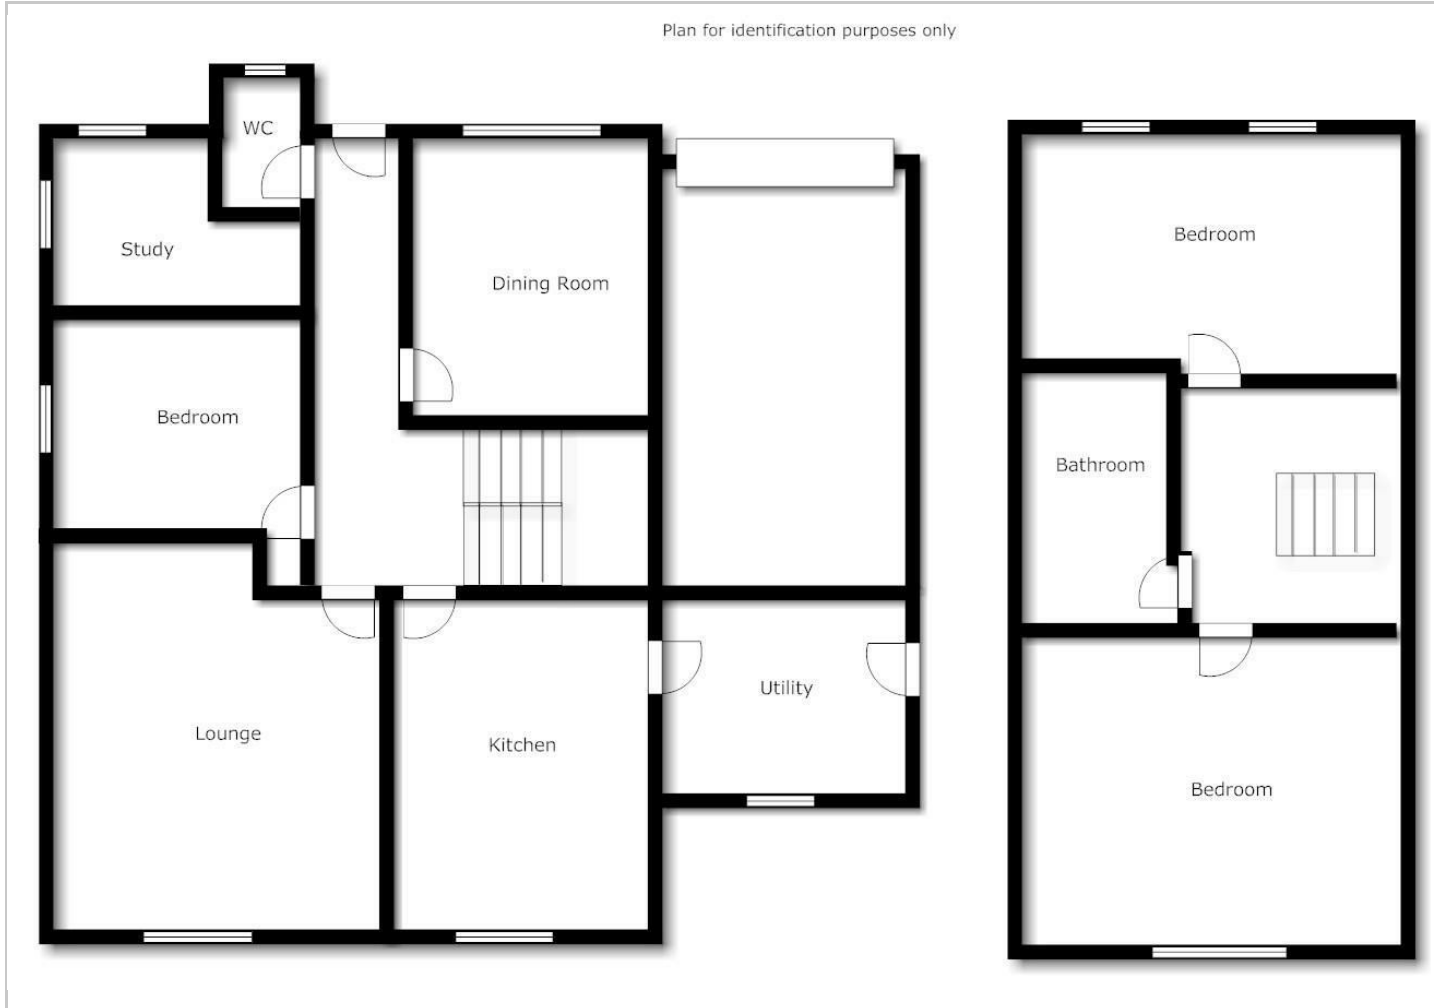 Plan for identification purposes only
WC
Study
Dining Room
Bedroom
Lounge
Kitchen
Utility
Bedroom
Bathroom
Bedroom